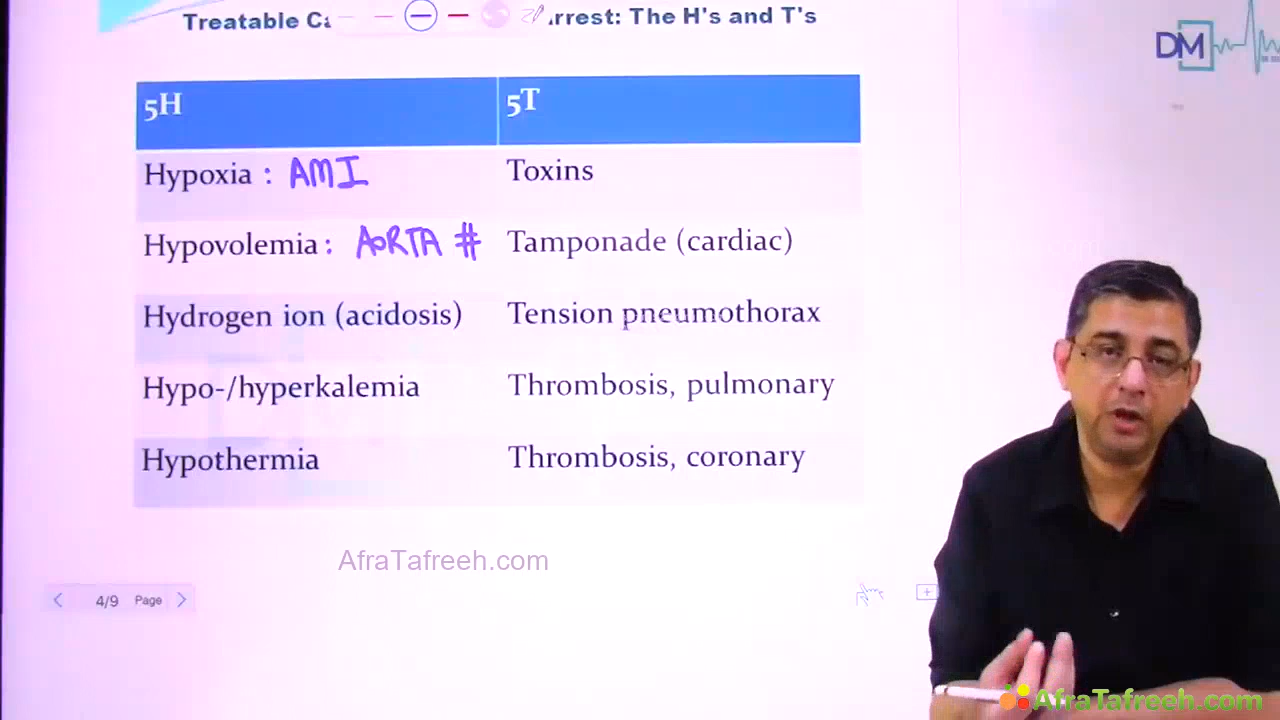 Treatable Ca rrest: The H's and T's
DM
5H 5T
Hypoxia : AMI Toxins
Hypovolemia : AORTA # Tamponade (cardiac)
Hydrogen ion (acidosis) Tension pneumothorax
Hypo-/hyperkalemia Thrombosis, pulmonary
Hypothermia Thrombosis, coronary
AfraTafreeh.com
4/9 Page
AfraTafreeh.com